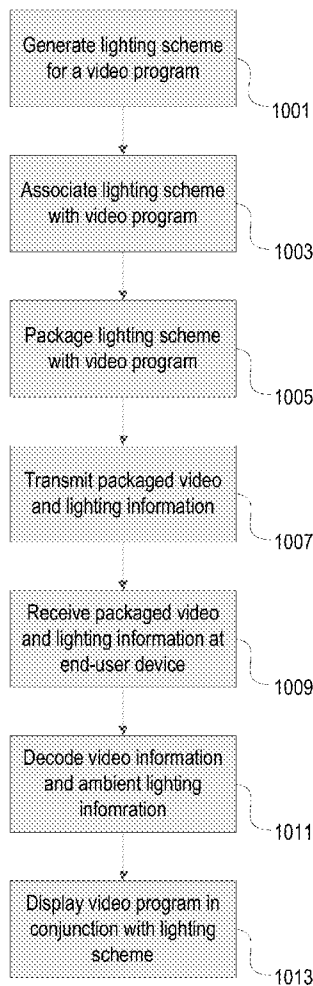 Generate lighting scheme
for a video program
1001
Associate lighting scheme
with video program
1003
Package lighting scheme
with video program
1005
Transmit packaged video
and lighting information
1007
Receive packaged video
and lighting information at
end-user device
1009
Decode video information
and ambient lighting
infomration
1011
Display video program in
conjunction with lighting
scheme
1013